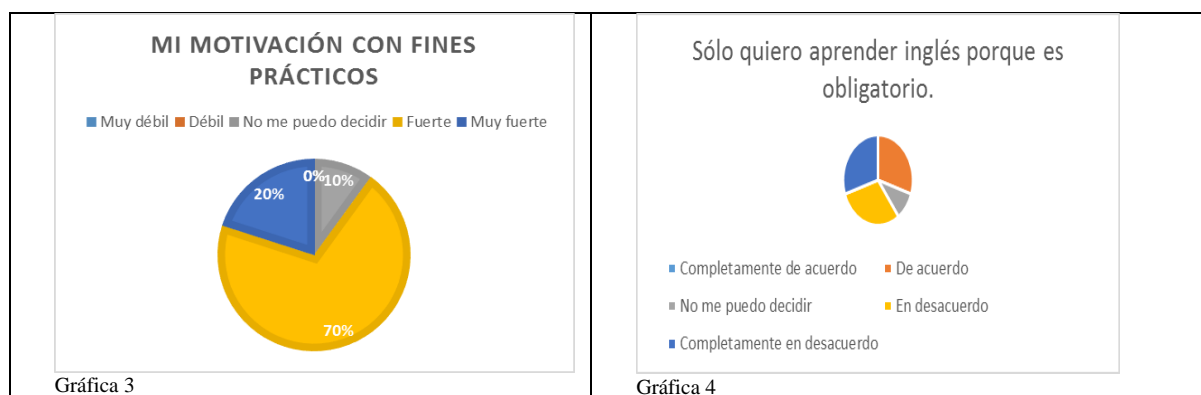 MI MOTIVACIÓN CON FINES
PRÁCTICOS
Muy débil Débil No me puedo decidir Fuerte Muy fuerte
0%
10%
20%
70%
Gráfica 3
Sólo quiero aprender inglés porque es
obligatorio.
Completamente de acuerdo De acuerdo
No me puedo decidir En desacuerdo
Completamente en desacuerdo
Gráfica 4